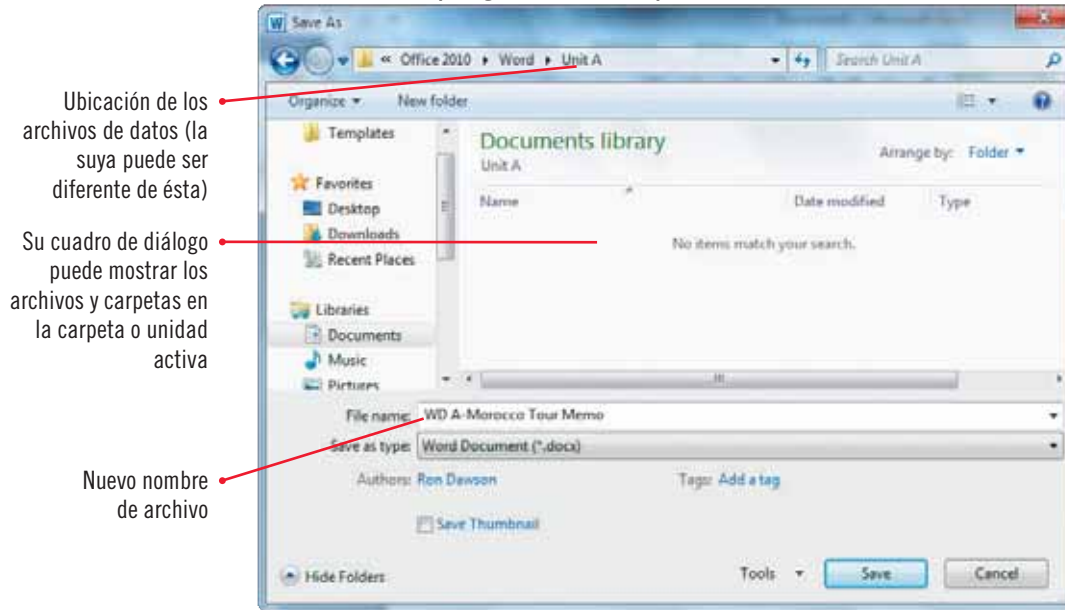 Save As
« Office 2010 ▸ Word ▸ Unit A
Search Unit A
Organize
New folder
Templates
Favorites
Desktop
Downloads
Recent Places
Libraries
Documents
Music
Pictures
Documents library
Unit A
Arrange by: Folder
Name
Date modified
Type
No items match your search.
File name: WD A-Morocco Tour Memo
Save as type: Word Document (*.docx)
Authors: Ron Dawson
Tags: Add a tag
Save Thumbnail
Hide Folders
Tools
Save
Cancel
Ubicación de los
archivos de datos (la
suya puede ser
diferente de ésta)
Su cuadro de diálogo
puede mostrar los
archivos y carpetas en
la carpeta o unidad
activa
Nuevo nombre
de archivo